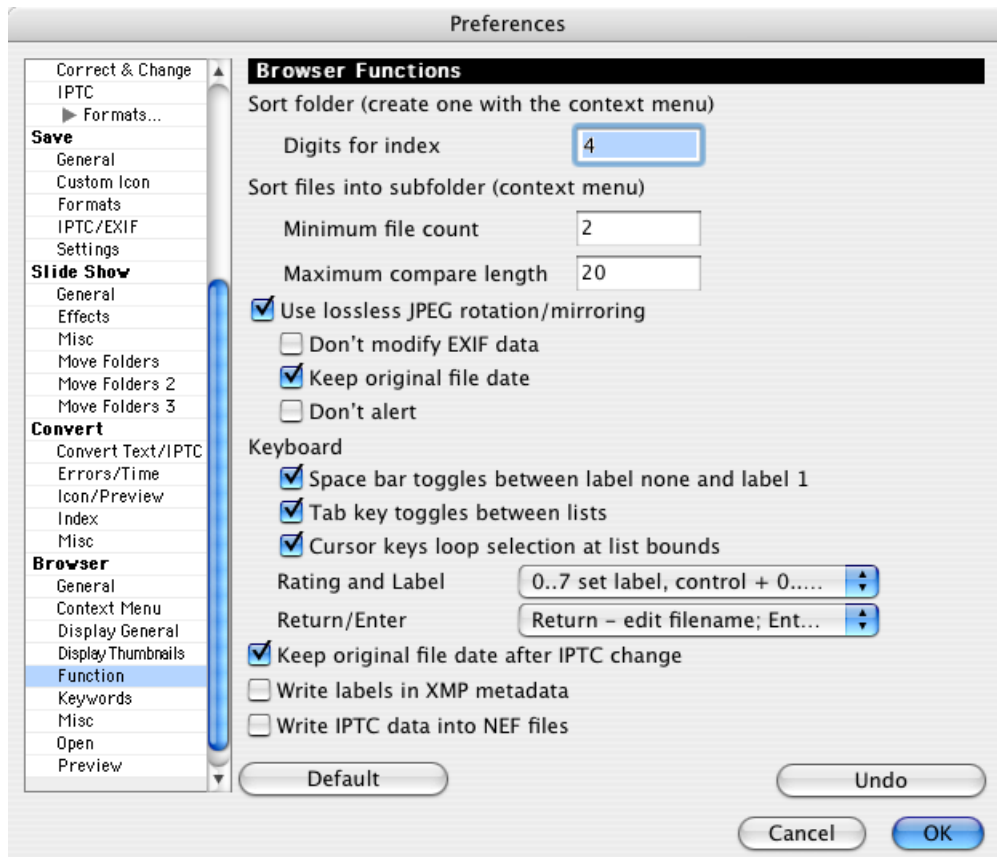 Preferences
Correct & Change
IPTC
Formats...
Save
General
Custom Icon
Formats
IPTC/EXIF
Settings
Slide Show
General
Effects
Misc
Move Folders
Move Folders 2
Move Folders 3
Convert
Convert Text/IPTC
Errors/Time
Icon/Preview
Index
Misc
Browser
General
Context Menu
Display General
Display Thumbnails
Function
Keywords
Misc
Open
Preview
Browser Functions
Sort folder (create one with the context menu)
Digits for index 4
Sort files into subfolder (context menu)
Minimum file count 2
Maximum compare length 20
Use lossless JPEG rotation/mirroring
Don't modify EXIF data
Keep original file date
Don't alert
Keyboard
Space bar toggles between label none and label 1
Tab key toggles between lists
Cursor keys loop selection at list bounds
Rating and Label 0..7 set label, control + 0.....
Return/Enter Return – edit filename; Ent...
Keep original file date after IPTC change
Write labels in XMP metadata
Write IPTC data into NEF files
Default Undo
Cancel OK